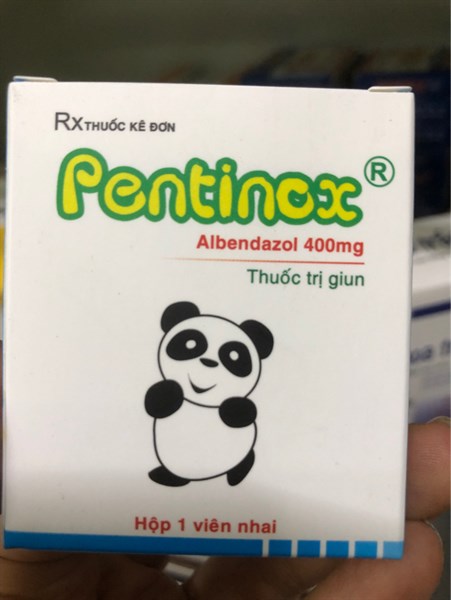 Rx THUỐC KÊ ĐƠN
Pentinox®
Albendazol 400mg
Thuốc trị giun
Hộp 1 viên nhai